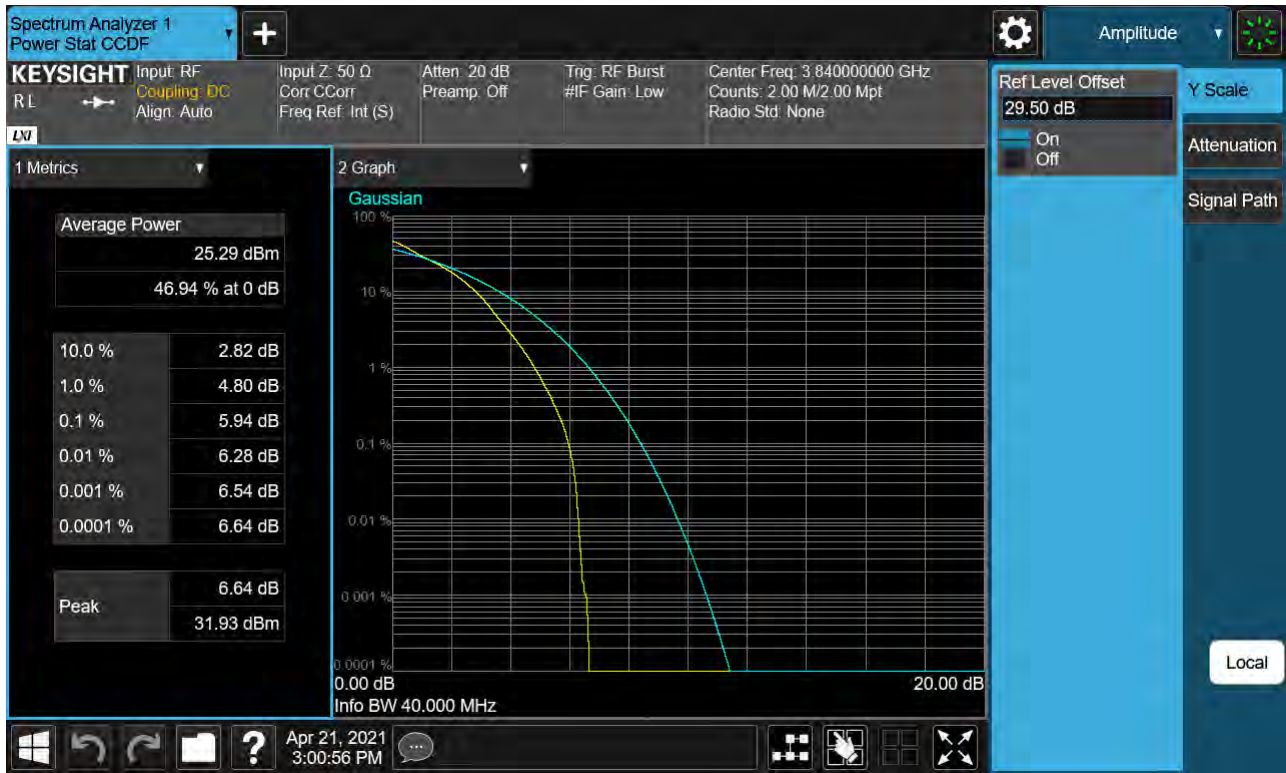 Spectrum Analyzer 1
Power Stat CCDF
+
Amplitude
KEYSIGHT
RL
LXI
Input: RF
Coupling: DC
Align: Auto
Input Z: 50 Ω
Corr CCorr
Freq Ref: Int (S)
Atten: 20 dB
Preamp: Off
Trig: RF Burst
#IF Gain: Low
Center Freq: 3.840000000 GHz
Counts: 2.00 M/2.00 Mpt
Radio Std: None
Ref Level Offset
29.50 dB
On
Off
Y Scale
Attenuation
Signal Path
Local
1 Metrics
Average Power
25.29 dBm
46.94 % at 0 dB
10.0 % 2.82 dB
1.0 % 4.80 dB
0.1 % 5.94 dB
0.01 % 6.28 dB
0.001 % 6.54 dB
0.0001 % 6.64 dB
Peak
6.64 dB
31.93 dBm
2 Graph
Gaussian
100 %
10 %
1 %
0.1 %
0.01 %
0.001 %
0.0001 %
0.00 dB 20.00 dB
Info BW 40.000 MHz
?
Apr 21, 2021
3:00:56 PM